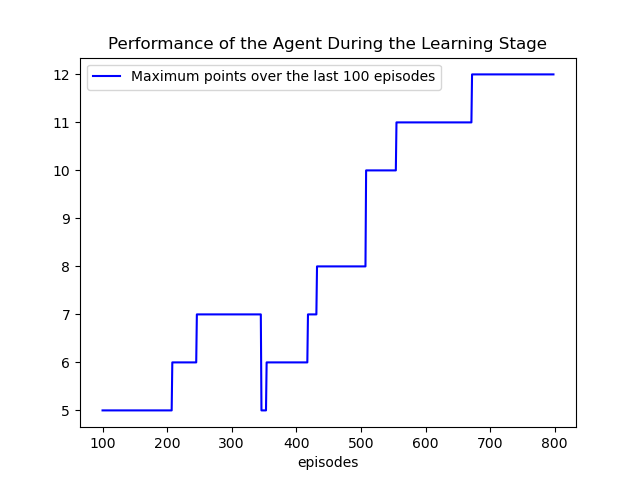 Performance of the Agent During the Learning Stage
Maximum points over the last 100 episodes
12
11
10
9
8
7
6
5
100 200 300 400 500 600 700 800
episodes